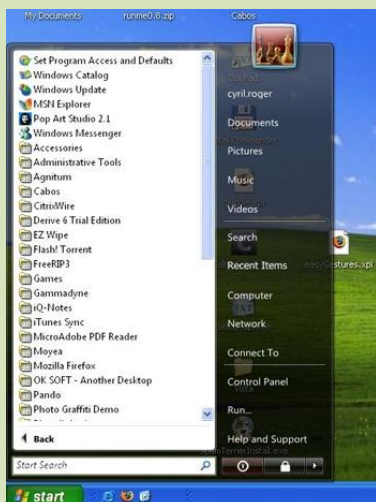 My Documents
runme0.8.zip
Cabos
Set Program Access and Defaults
Windows Catalog
Windows Update
MSN Explorer
Pop Art Studio 2.1
Windows Messenger
Accessories
Administrative Tools
Agnitum
Cabos
CitrixWire
Derive 6 Trial Edition
EZ Wipe
Flash! Torrent
FreeRIP3
Games
Gammadyne
iQ-Notes
iTunes Sync
MicroAdobe PDF Reader
Moyea
Mozilla Firefox
OK SOFT - Another Desktop
Pando
Photo Graffiti Demo
Back
Start Search
cyril.roger
Documents
Pictures
Music
Videos
Search
Recent Items
Computer
Network
Connect To
Control Panel
Run...
Help and Support
TerrierInstall.exe
start